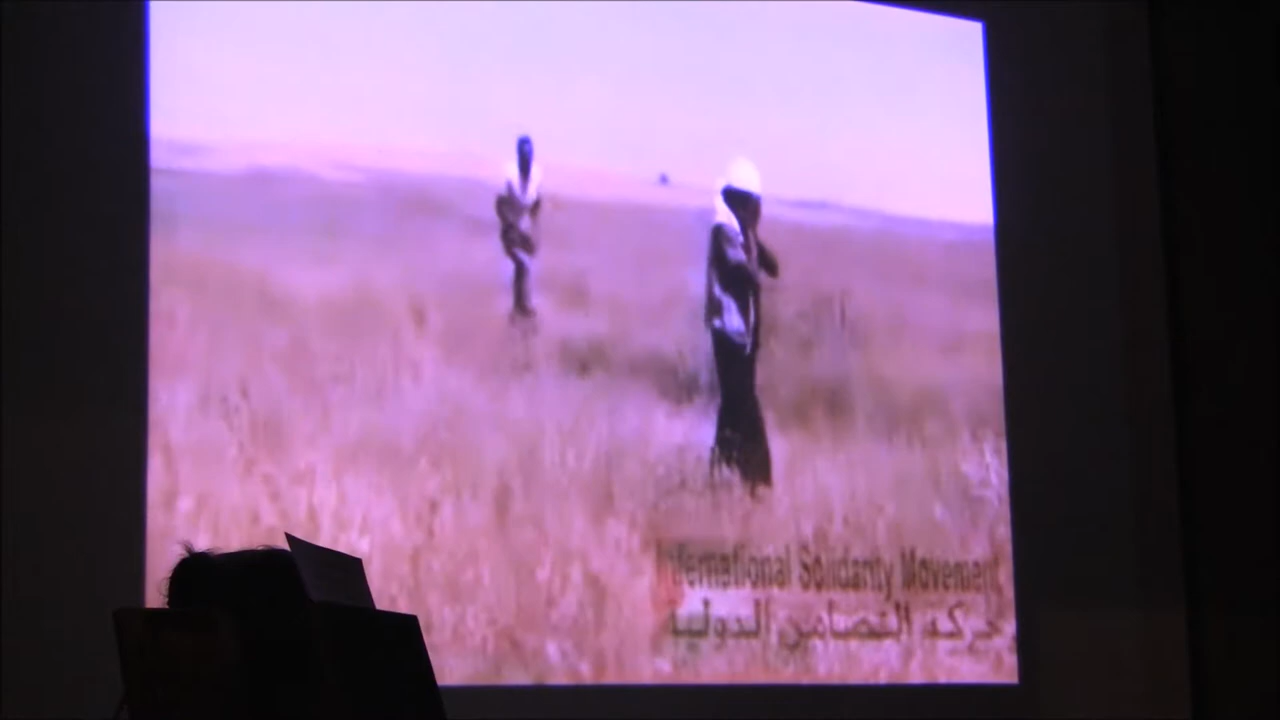 International Solidarity Movement
حركة التضامن الدولية